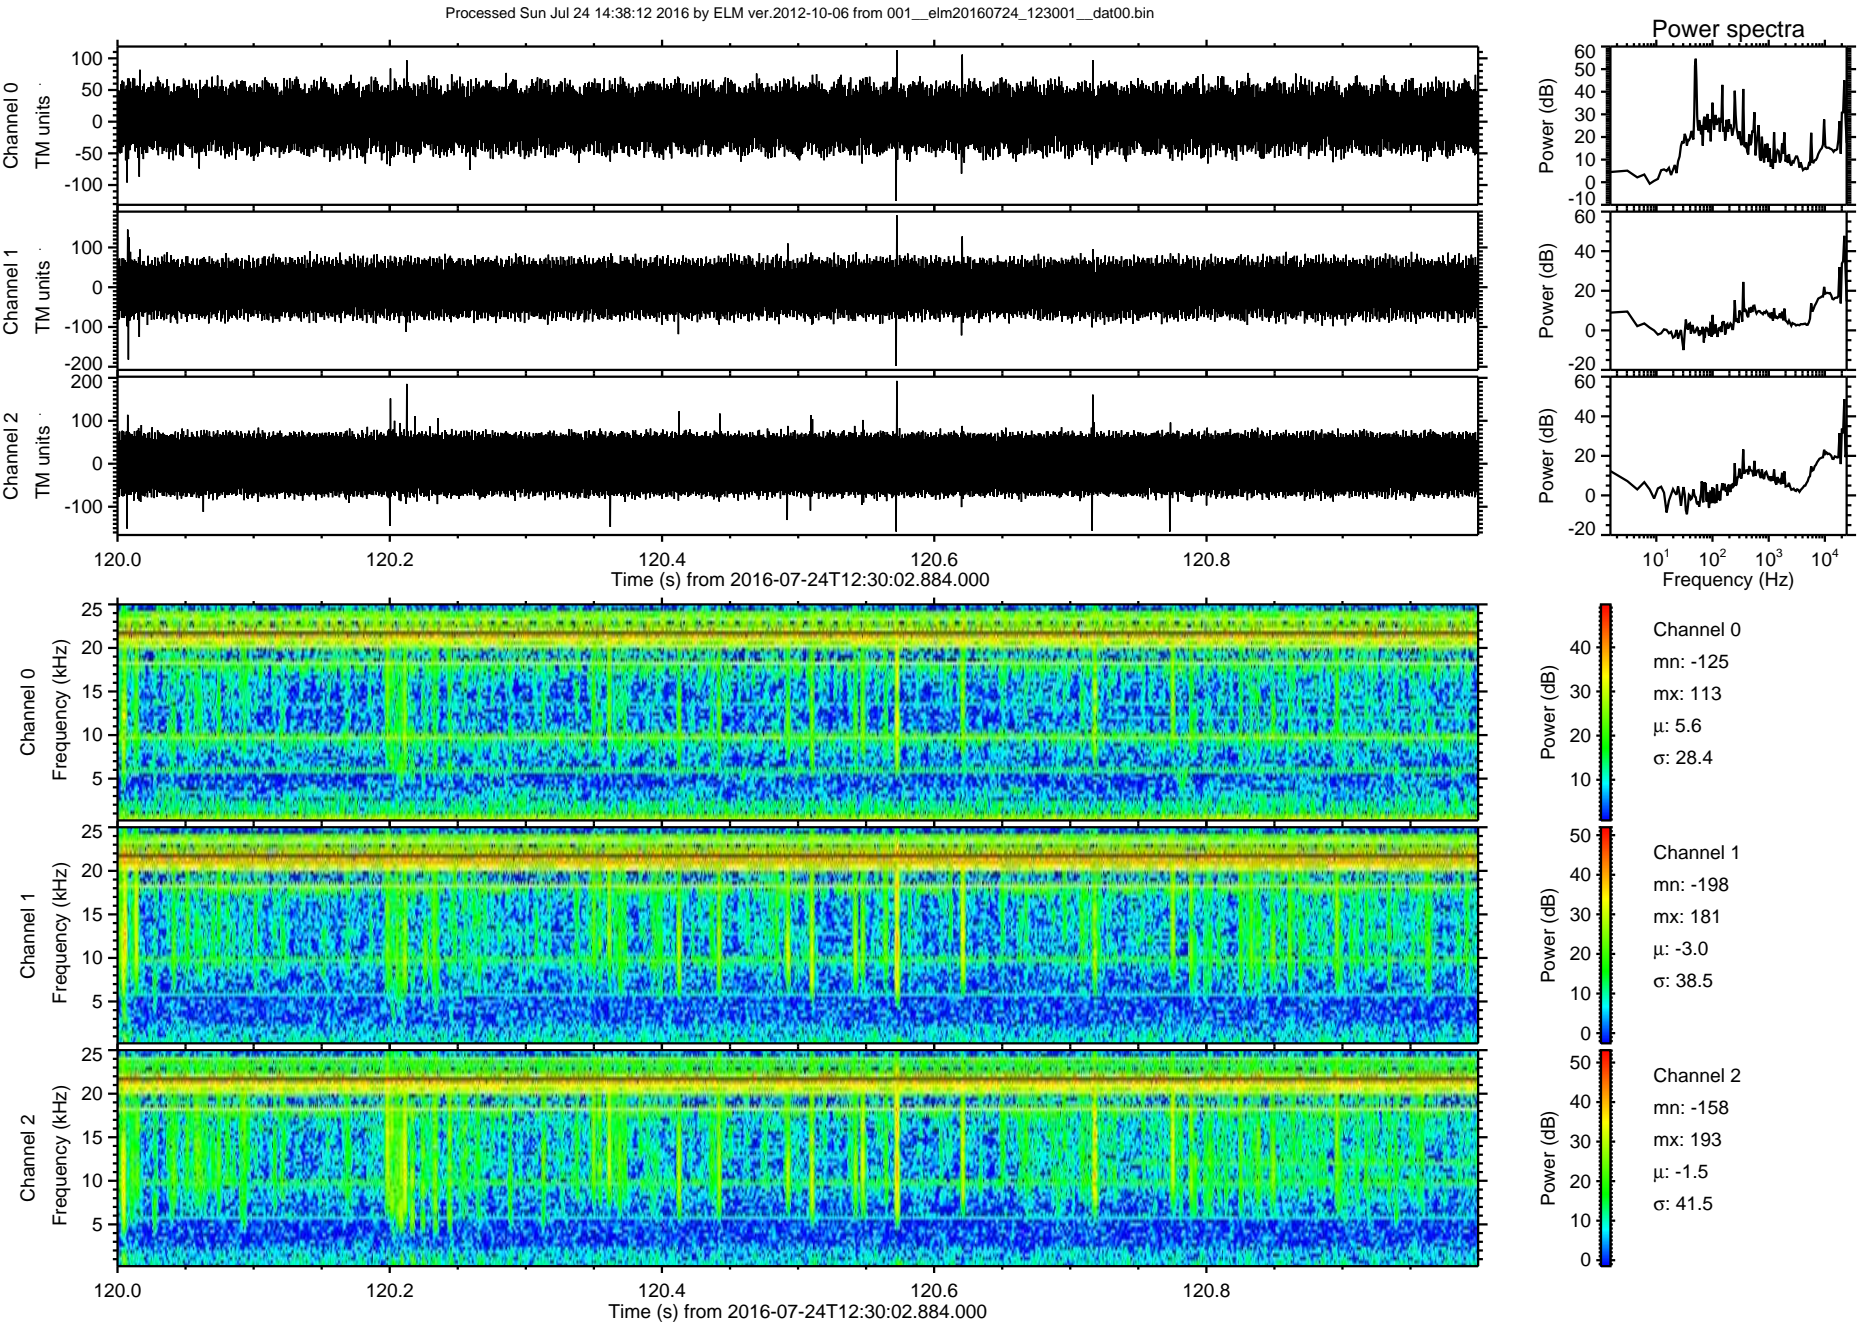 Processed Sun Jul 24 14:38:12 2016 by ELM ver.2012-10-06 from 001__elm20160724_123001__dat00.bin
Power spectra
Channel 0
TM units
100
50
0
-50
-100
Power (dB)
60
50
40
30
20
10
0
-10
Channel 1
TM units
100
0
-100
-200
Power (dB)
60
40
20
0
-20
Channel 2
TM units
200
100
0
-100
Power (dB)
60
40
20
0
-20
120.0 120.2 120.4 120.6 120.8
Time (s) from 2016-07-24T12:30:02.884.000
10¹ 10² 10³ 10⁴
Frequency (Hz)
Channel 0
Frequency (kHz)
25
20
15
10
5
Power (dB)
40
30
20
10
Channel 0
mn: -125
mx: 113
μ: 5.6
σ: 28.4
Channel 1
Frequency (kHz)
25
20
15
10
5
Power (dB)
50
40
30
20
10
0
Channel 1
mn: -198
mx: 181
μ: -3.0
σ: 38.5
Channel 2
Frequency (kHz)
25
20
15
10
5
Power (dB)
50
40
30
20
10
0
Channel 2
mn: -158
mx: 193
μ: -1.5
σ: 41.5
120.0 120.2 120.4 120.6 120.8
Time (s) from 2016-07-24T12:30:02.884.000